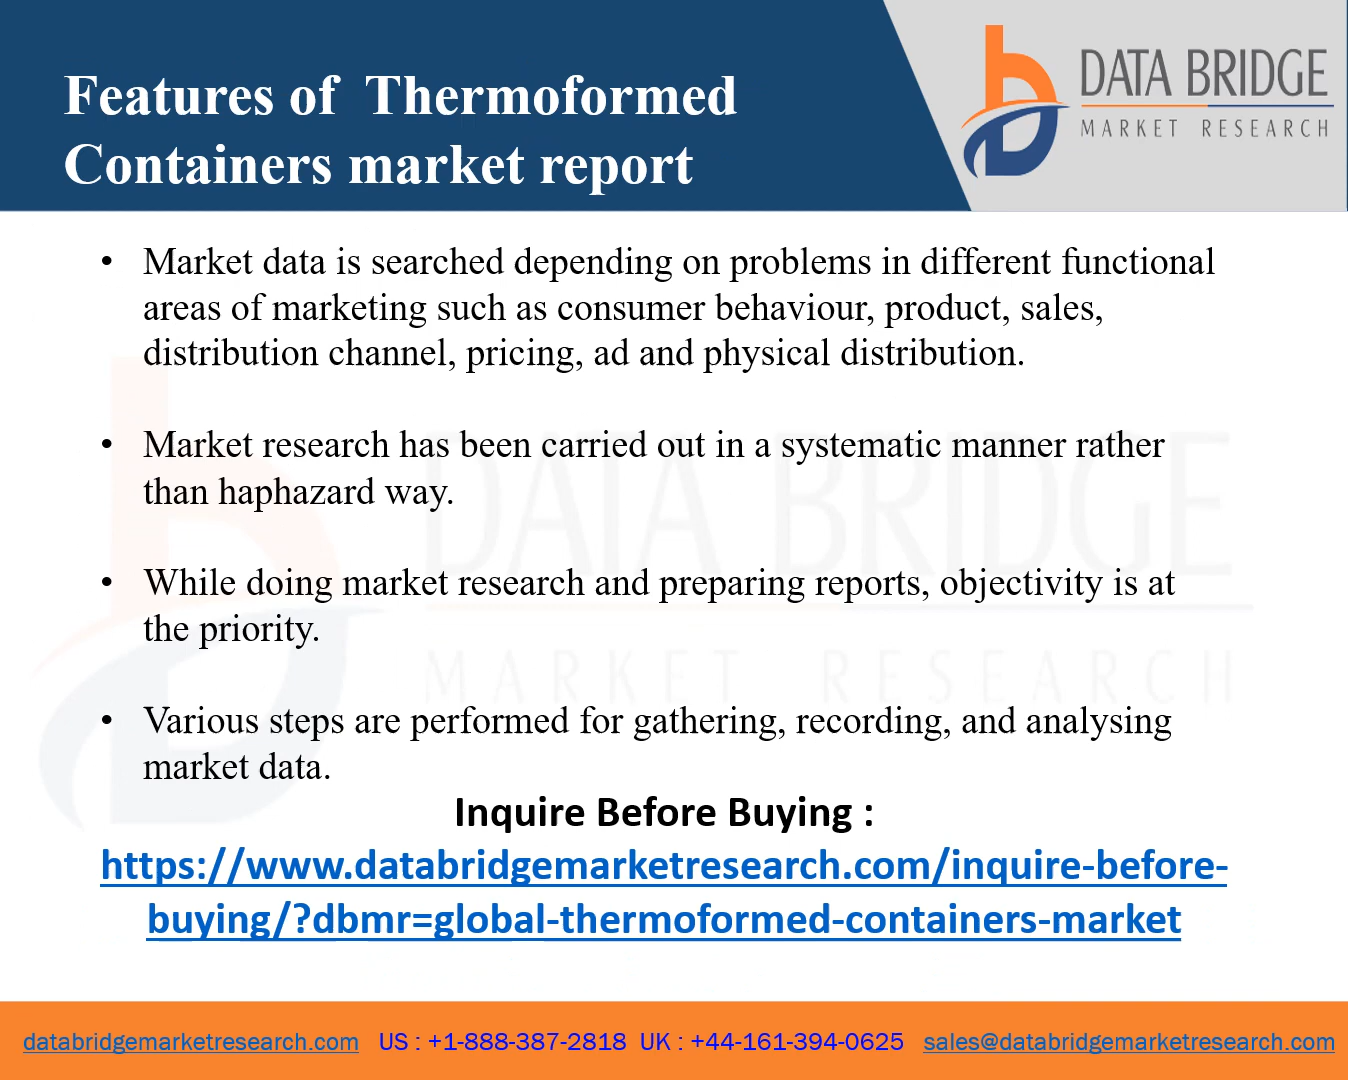 Features of Thermoformed
Containers market report
DATA BRIDGE
MARKET RESEARCH
• Market data is searched depending on problems in different functional
areas of marketing such as consumer behaviour, product, sales,
distribution channel, pricing, ad and physical distribution.
• Market research has been carried out in a systematic manner rather
than haphazard way.
• While doing market research and preparing reports, objectivity is at
the priority.
• Various steps are performed for gathering, recording, and analysing
market data.
DATA BRIDGE
MARKET RESEARCH
Inquire Before Buying :
https://www.databridgemarketresearch.com/inquire-before-
buying/?dbmr=global-thermoformed-containers-market
databridgemarketresearch.com US : +1-888-387-2818 UK : +44-161-394-0625 sales@databridgemarketresearch.com